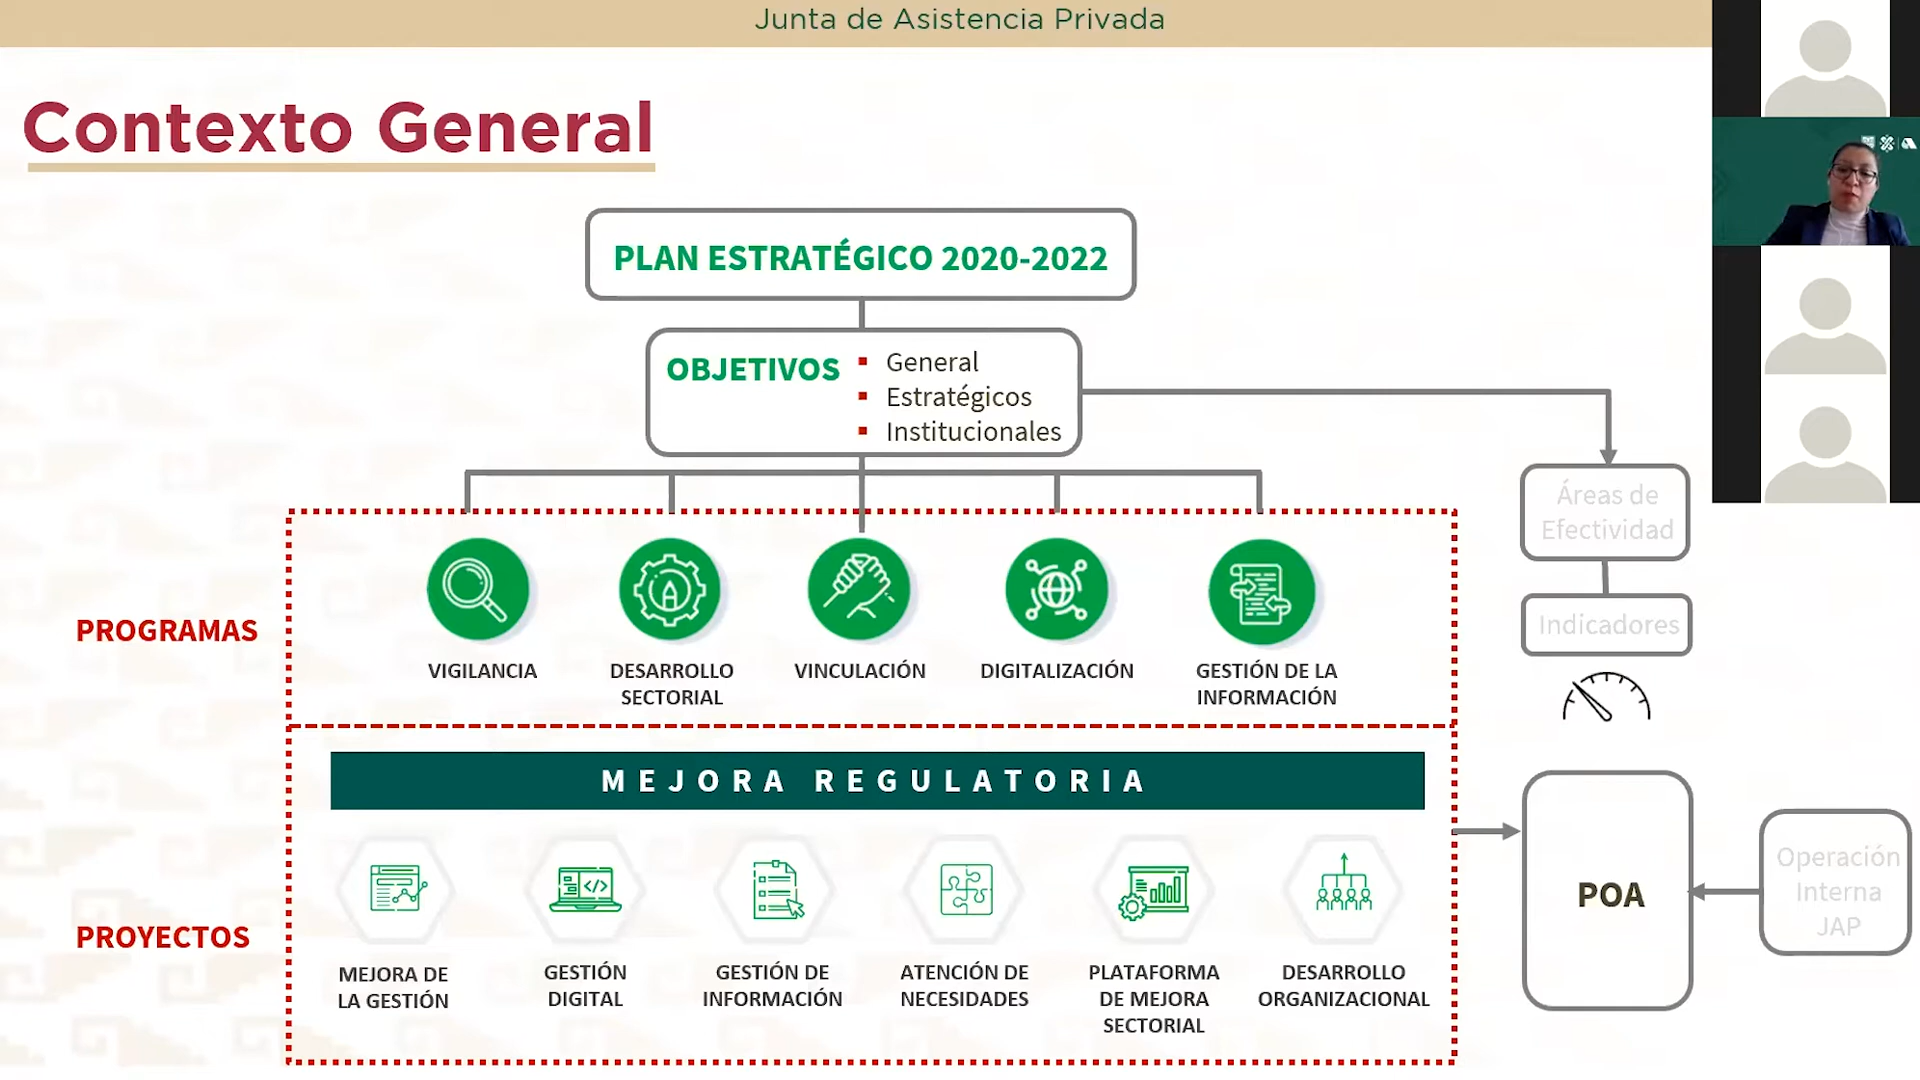 Junta de Asistencia Privada
Contexto General
PLAN ESTRATÉGICO 2020-2022
OBJETIVOS
▪ General
▪ Estratégicos
▪ Institucionales
Áreas de
Efectividad
Indicadores
PROGRAMAS
VIGILANCIA
DESARROLLO
SECTORIAL
VINCULACIÓN
DIGITALIZACIÓN
GESTIÓN DE LA
INFORMACIÓN
MEJORA REGULATORIA
PROYECTOS
MEJORA DE
LA GESTIÓN
GESTIÓN
DIGITAL
GESTIÓN DE
INFORMACIÓN
ATENCIÓN DE
NECESIDADES
PLATAFORMA
DE MEJORA
SECTORIAL
DESARROLLO
ORGANIZACIONAL
POA
Operación
Interna
JAP